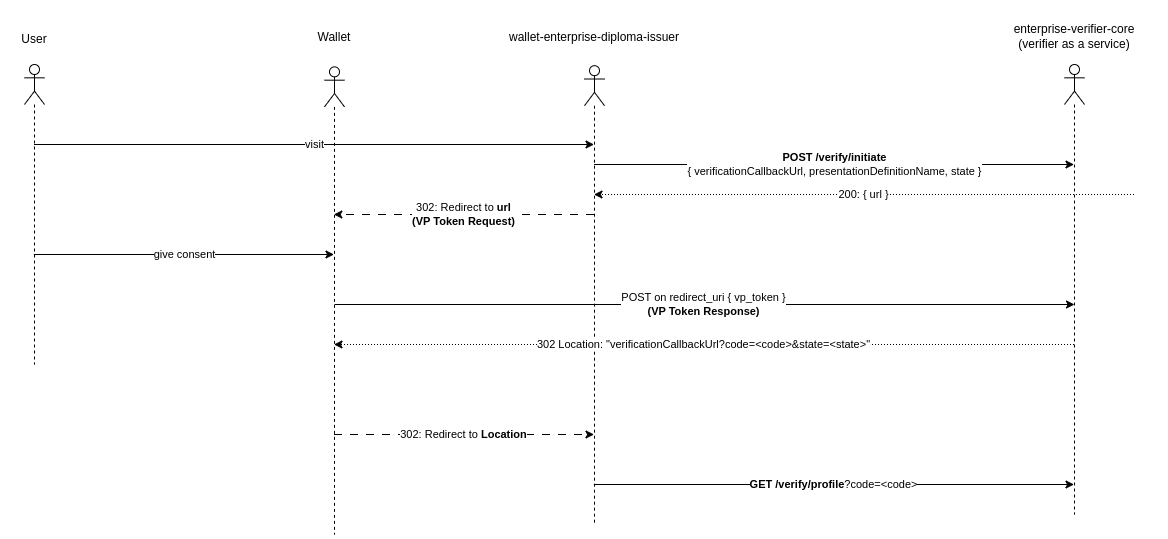 User
Wallet
wallet-enterprise-diploma-issuer
enterprise-verifier-core
(verifier as a service)
visit
POST /verify/initiate
{ verificationCallbackUrl, presentationDefinitionName, state }
200: { url }
302: Redirect to url
(VP Token Request)
give consent
POST on redirect_uri { vp_token }
(VP Token Response)
302 Location: "verificationCallbackUrl?code=<code>&state=<state>"
302: Redirect to Location
GET /verify/profile?code=<code>